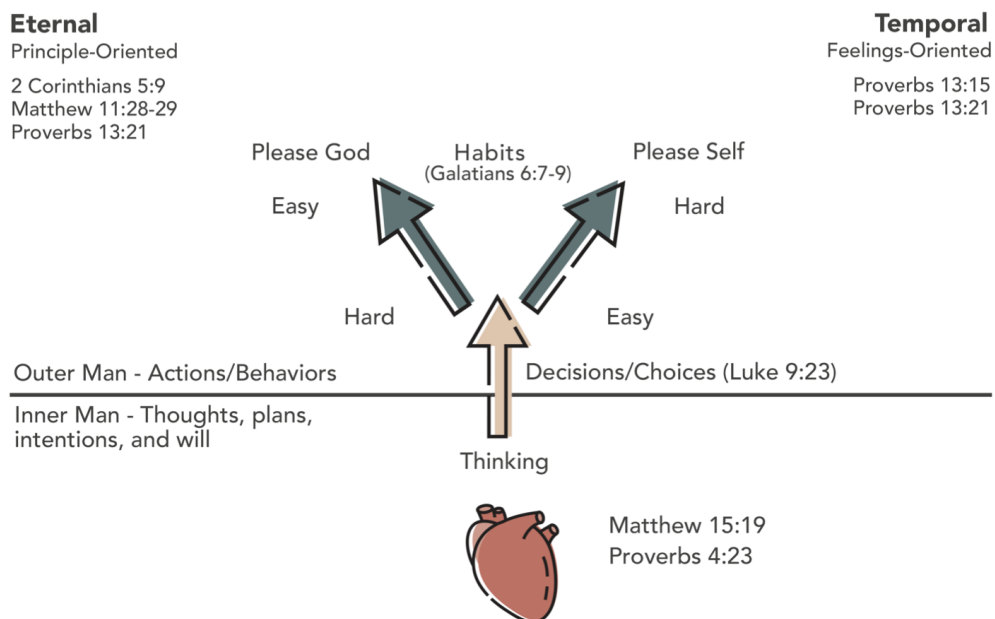 Eternal
Principle-Oriented
2 Corinthians 5:9
Matthew 11:28-29
Proverbs 13:21
Temporal
Feelings-Oriented
Proverbs 13:15
Proverbs 13:21
Please God
Habits
(Galatians 6:7-9)
Please Self
Easy
Hard
Hard
Easy
Outer Man - Actions/Behaviors
Decisions/Choices (Luke 9:23)
Inner Man - Thoughts, plans,
intentions, and will
Thinking
Matthew 15:19
Proverbs 4:23